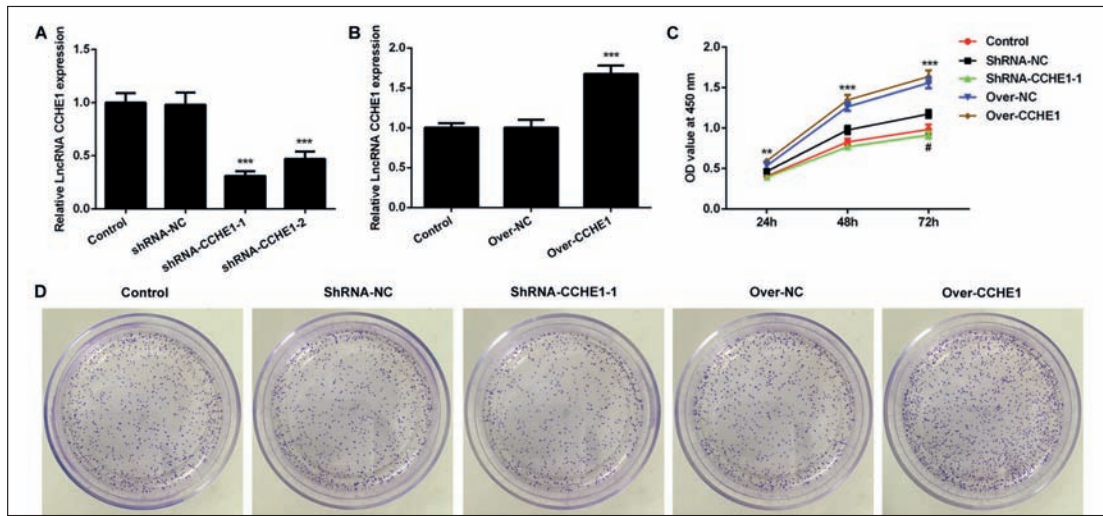 A
Relative LncRNA CCHE1 expression
1.5
1.0
0.5
0.0
***
***
Control
shRNA-NC
shRNA-CCHE1-1
shRNA-CCHE1-2
B
Relative LncRNA CCHE1 expression
2.0
1.5
1.0
0.5
0.0
***
Control
Over-NC
Over-CCHE1
C
OD value at 450 nm
2.0
1.5
1.0
0.5
0.0
**
***
***
#
24h
48h
72h
Control
ShRNA-NC
ShRNA-CCHE1-1
Over-NC
Over-CCHE1
D
Control
ShRNA-NC
ShRNA-CCHE1-1
Over-NC
Over-CCHE1